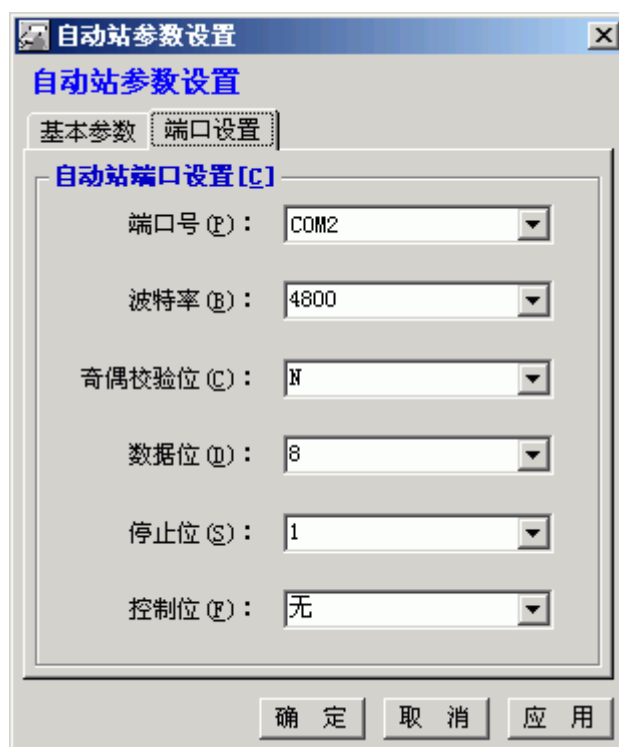 自动站参数设置
自动站参数设置
基本参数 端口设置
自动站端口设置[C]
端口号(P)： COM2
波特率(B)： 4800
奇偶校验位(C)： N
数据位(D)： 8
停止位(S)： 1
控制位(F)： 无
确 定 取 消 应 用